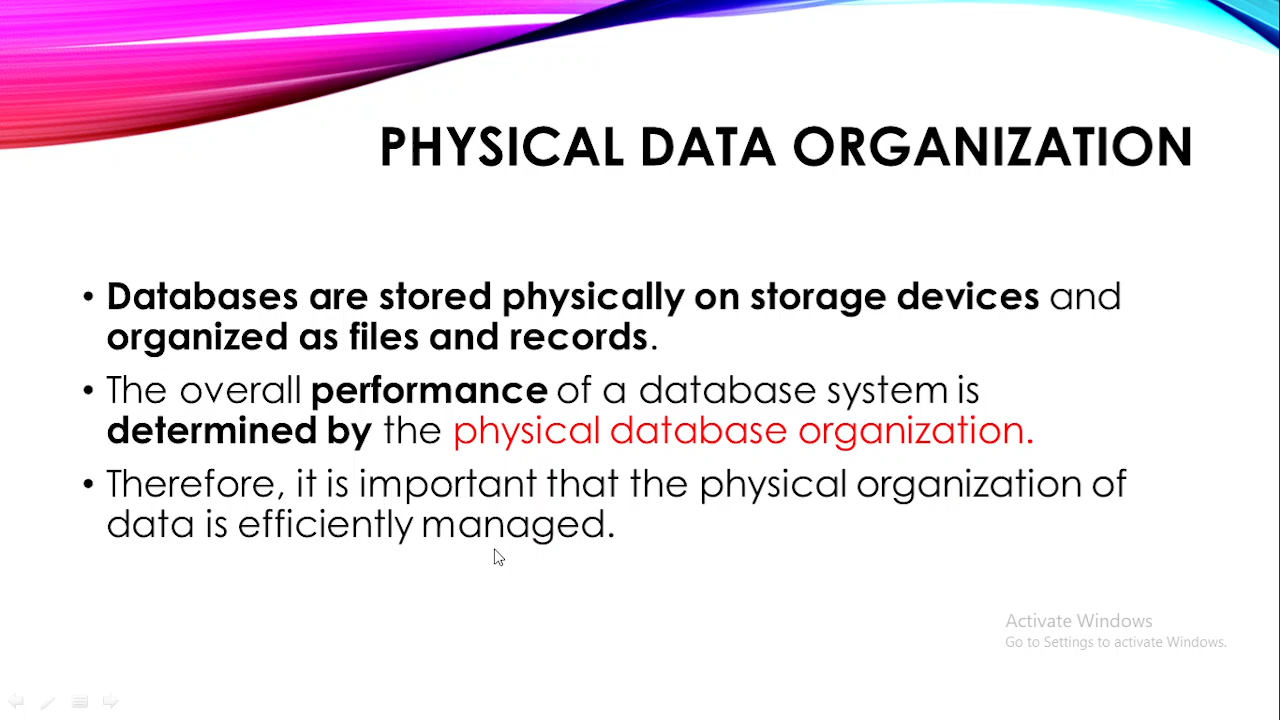 PHYSICAL DATA ORGANIZATION
• Databases are stored physically on storage devices and
organized as files and records.
• The overall performance of a database system is
determined by the physical database organization.
• Therefore, it is important that the physical organization of
data is efficiently managed.
Activate Windows
Go to Settings to activate Windows.